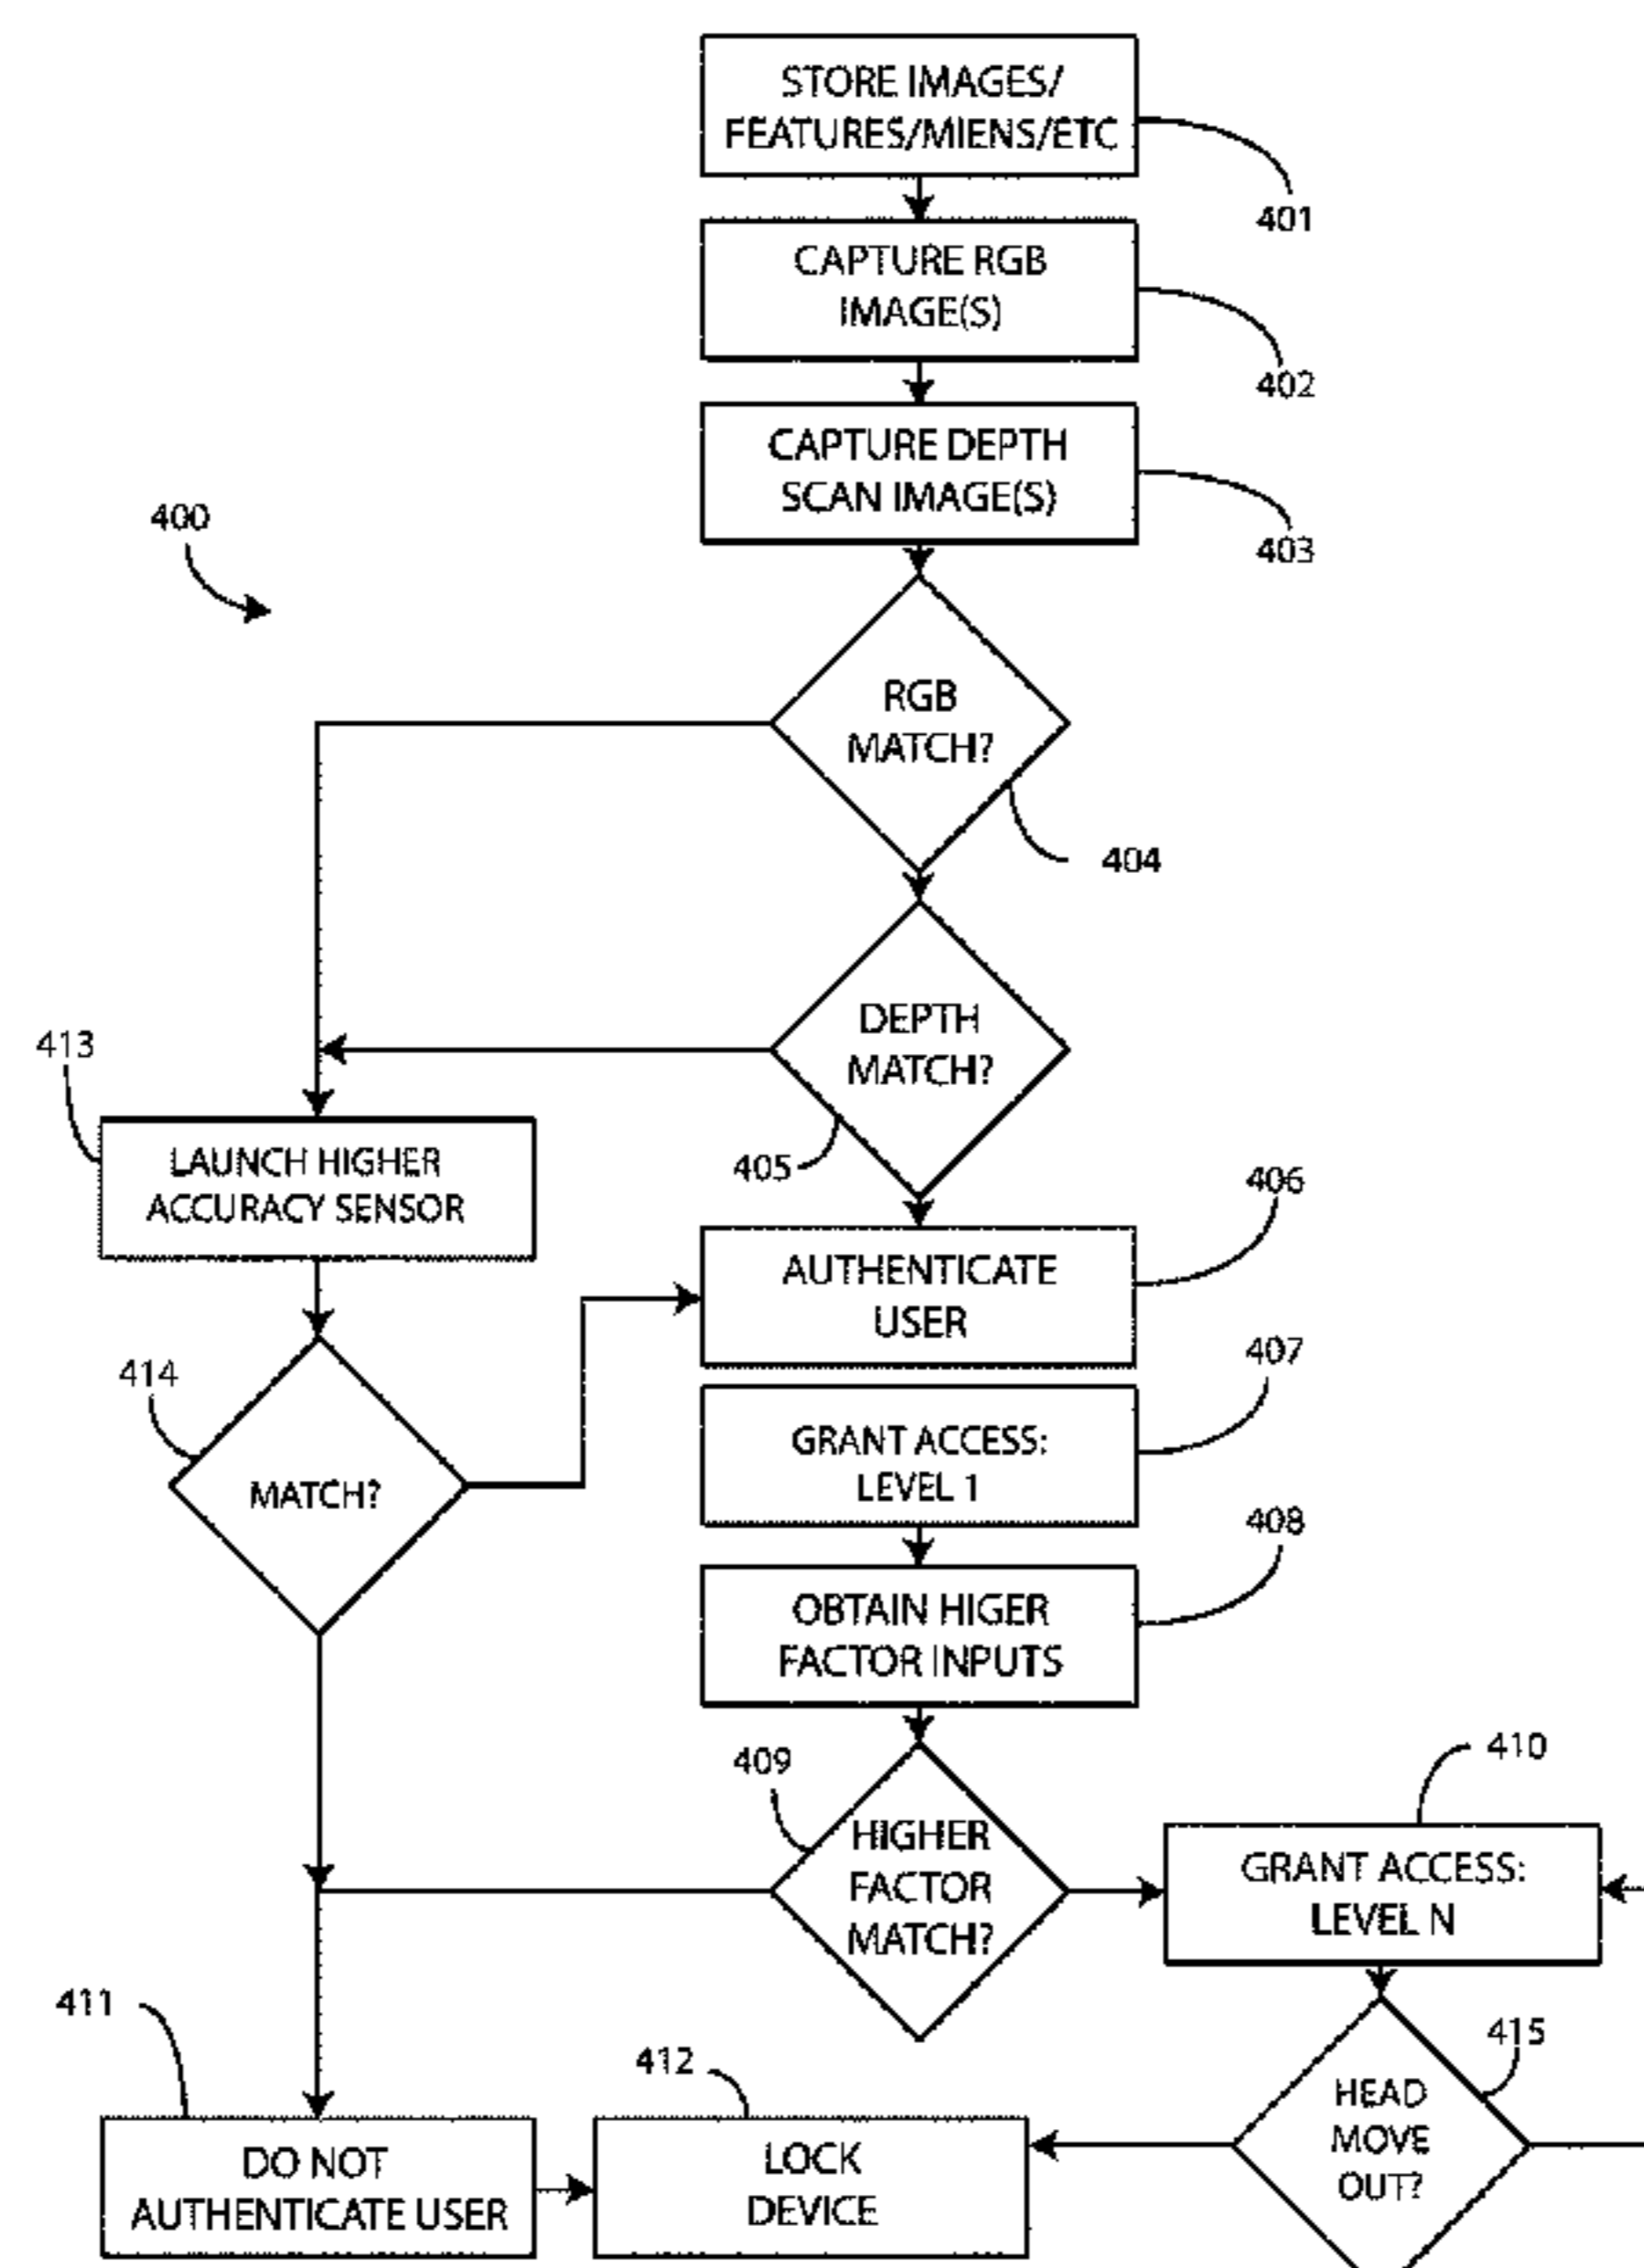 STORE IMAGES/
FEATURES/MIENS/ETC
401
CAPTURE RGB
IMAGE(S)
402
CAPTURE DEPTH
SCAN IMAGE(S)
403
400
RGB
MATCH?
404
DEPTH
MATCH?
405
413
LAUNCH HIGHER
ACCURACY SENSOR
406
AUTHENTICATE
USER
414
MATCH?
407
GRANT ACCESS:
LEVEL 1
408
OBTAIN HIGER
FACTOR INPUTS
409
HIGHER
FACTOR
MATCH?
410
GRANT ACCESS:
LEVEL N
411
DO NOT
AUTHENTICATE USER
412
LOCK
DEVICE
415
HEAD
MOVE
OUT?